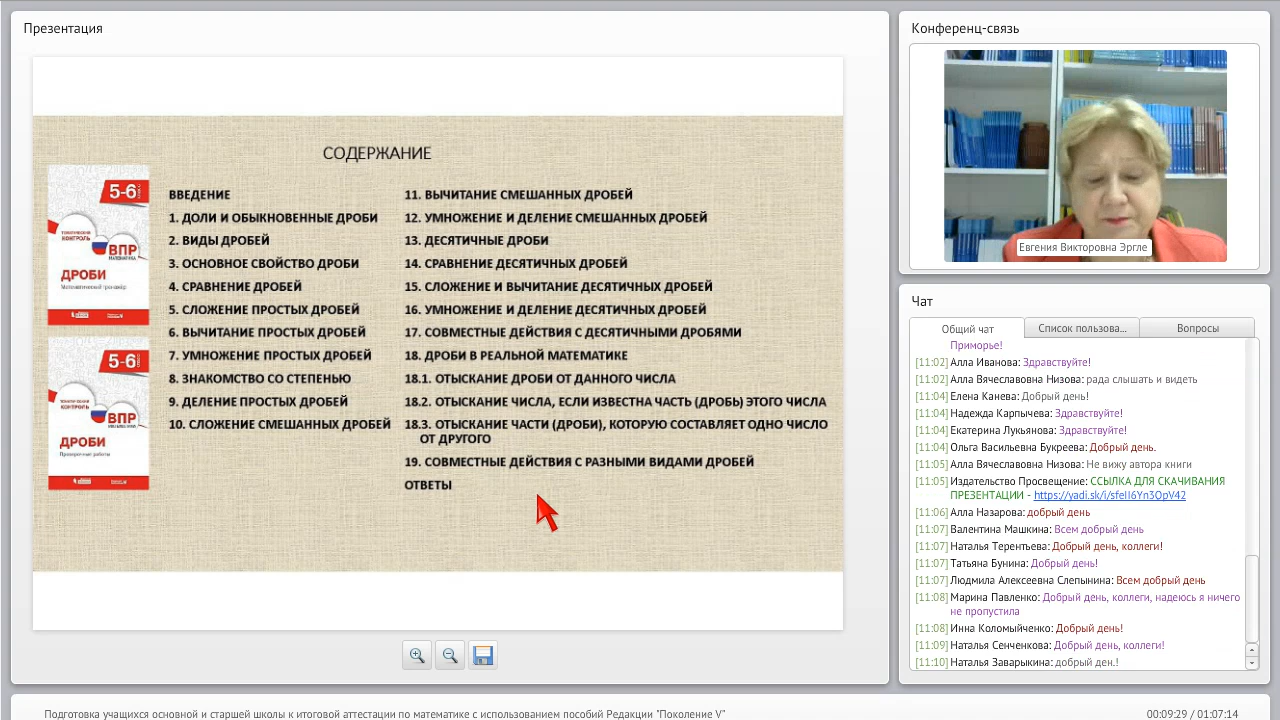 Презентация
СОДЕРЖАНИЕ
5-6
ТЕМАТИЧЕСКИЙ
КОНТРОЛЬ
ВПР
МАТЕМАТИКА
ДРОБИ
Математический тренажёр
5-6
КОНТРОЛЬ
ВПР
ДРОБИ
Проверочные работы
ВВЕДЕНИЕ
1. ДОЛИ И ОБЫКНОВЕННЫЕ ДРОБИ
2. ВИДЫ ДРОБЕЙ
3. ОСНОВНОЕ СВОЙСТВО ДРОБИ
4. СРАВНЕНИЕ ДРОБЕЙ
5. СЛОЖЕНИЕ ПРОСТЫХ ДРОБЕЙ
6. ВЫЧИТАНИЕ ПРОСТЫХ ДРОБЕЙ
7. УМНОЖЕНИЕ ПРОСТЫХ ДРОБЕЙ
8. ЗНАКОМСТВО СО СТЕПЕНЬЮ
9. ДЕЛЕНИЕ ПРОСТЫХ ДРОБЕЙ
10. СЛОЖЕНИЕ СМЕШАННЫХ ДРОБЕЙ
11. ВЫЧИТАНИЕ СМЕШАННЫХ ДРОБЕЙ
12. УМНОЖЕНИЕ И ДЕЛЕНИЕ СМЕШАННЫХ ДРОБЕЙ
13. ДЕСЯТИЧНЫЕ ДРОБИ
14. СРАВНЕНИЕ ДЕСЯТИЧНЫХ ДРОБЕЙ
15. СЛОЖЕНИЕ И ВЫЧИТАНИЕ ДЕСЯТИЧНЫХ ДРОБЕЙ
16. УМНОЖЕНИЕ И ДЕЛЕНИЕ ДЕСЯТИЧНЫХ ДРОБЕЙ
17. СОВМЕСТНЫЕ ДЕЙСТВИЯ С ДЕСЯТИЧНЫМИ ДРОБЯМИ
18. ДРОБИ В РЕАЛЬНОЙ МАТЕМАТИКЕ
18.1. ОТЫСКАНИЕ ДРОБИ ОТ ДАННОГО ЧИСЛА
18.2. ОТЫСКАНИЕ ЧИСЛА, ЕСЛИ ИЗВЕСТНА ЧАСТЬ (ДРОБЬ) ЭТОГО ЧИСЛА
18.3. ОТЫСКАНИЕ ЧАСТИ (ДРОБИ), КОТОРУЮ СОСТАВЛЯЕТ ОДНО ЧИСЛО
ОТ ДРУГОГО
19. СОВМЕСТНЫЕ ДЕЙСТВИЯ С РАЗНЫМИ ВИДАМИ ДРОБЕЙ
ОТВЕТЫ
Конференц-связь
Евгения Викторовна Эргле
Чат
Общий чат
Список пользова...
Вопросы
Приморье!
[11:02] Алла Иванова: Здравствуйте!
[11:02] Алла Вячеславовна Низова: рада слышать и видеть
[11:04] Елена Канева: Добрый день!
[11:04] Надежда Карпычева: Здравствуйте!
[11:04] Екатерина Лукьянова: Здравствуйте!
[11:04] Ольга Васильевна Букреева: Добрый день.
[11:05] Алла Вячеславовна Низова: Не вижу автора книги
[11:05] Издательство Просвещение: ССЫЛКА ДЛЯ СКАЧИВАНИЯ
ПРЕЗЕНТАЦИИ - https://yadi.sk/i/sfeII6Yn3QpV42
[11:06] Алла Назарова: добрый день
[11:07] Валентина Машкина: Всем добрый день
[11:07] Наталья Терентьева: Добрый день, коллеги!
[11:07] Татьяна Бунина: Добрый день!
[11:07] Людмила Алексеевна Слепынина: Всем добрый день
[11:08] Марина Павленко: Добрый день, коллеги, надеюсь я ничего
не пропустила
[11:08] Инна Коломыйченко: Добрый день!
[11:09] Наталья Сенченкова: Добрый день, коллеги!
[11:10] Наталья Заварыкина: добрый ден.!
Подготовка учащихся основной и старшей школы к итоговой аттестации по математике с использованием пособий Редакции "Поколение V"
00:09:29 / 01:07:14